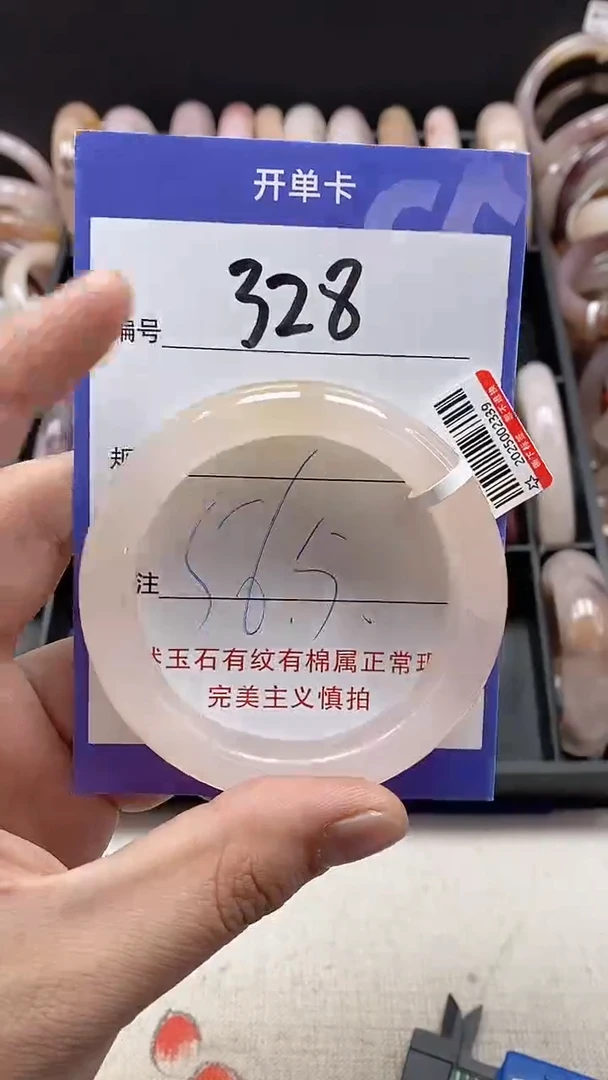 开单卡
编号 328
2025002339
规
56.5.
注
玉石有纹有棉属正常
完美主义慎拍